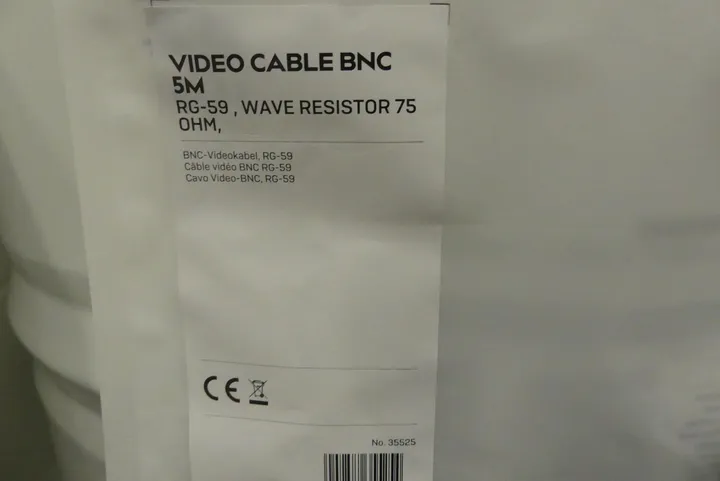 VIDEO CABLE BNC
5M
RG-59 , WAVE RESISTOR 75
OHM,
BNC-Videokabel, RG-59
Câble vidéo BNC RG-59
Cavo Video-BNC, RG-59
CE
No. 35525